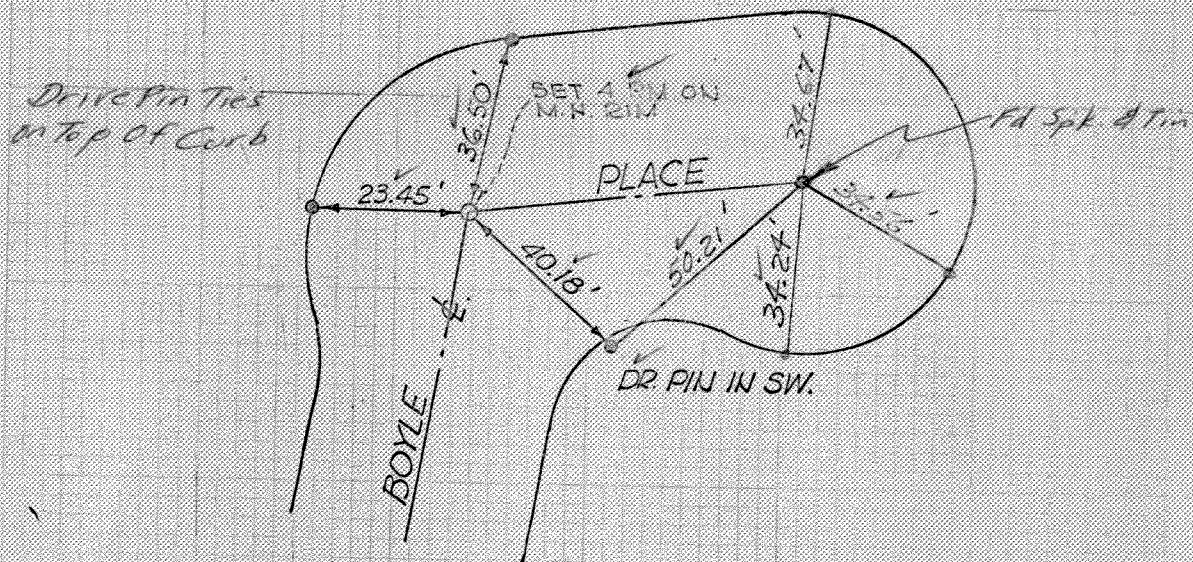 Drive Pin Ties
on Top Of Curb
SET 4 PM ON
M.H. RIM
36.50'
34.67'
Fd Spk & Tin
PLACE
23.45'
40.18'
50.21'
34.24'
BOYLE
DR. PIN IN SW.